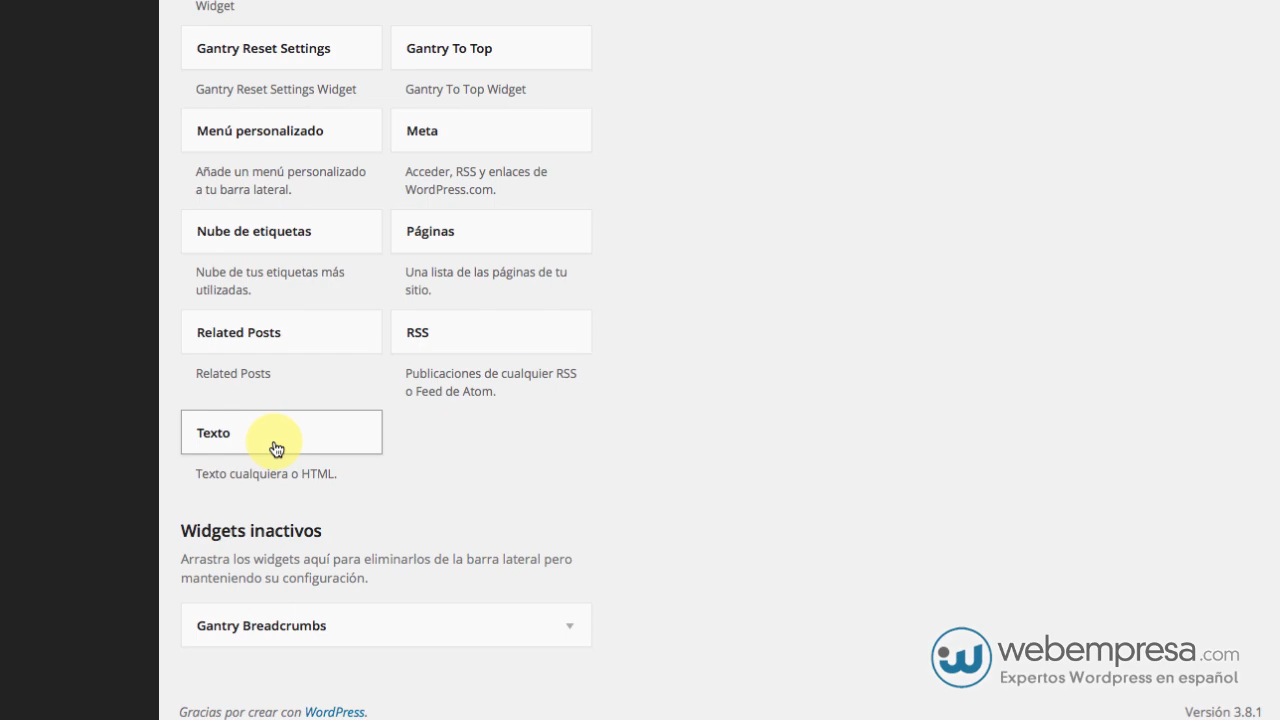 Widget
Gantry Reset Settings
Gantry To Top
Gantry Reset Settings Widget
Gantry To Top Widget
Menú personalizado
Meta
Añade un menú personalizado
a tu barra lateral.
Acceder, RSS y enlaces de
WordPress.com.
Nube de etiquetas
Páginas
Nube de tus etiquetas más
utilizadas.
Una lista de las páginas de tu
sitio.
Related Posts
RSS
Related Posts
Publicaciones de cualquier RSS
o Feed de Atom.
Texto
Texto cualquiera o HTML.
Widgets inactivos
Arrastra los widgets aquí para eliminarlos de la barra lateral pero
manteniendo su configuración.
Gantry Breadcrumbs
webempresa.com
Expertos Wordpress en español
Gracias por crear con WordPress.
Versión 3.8.1